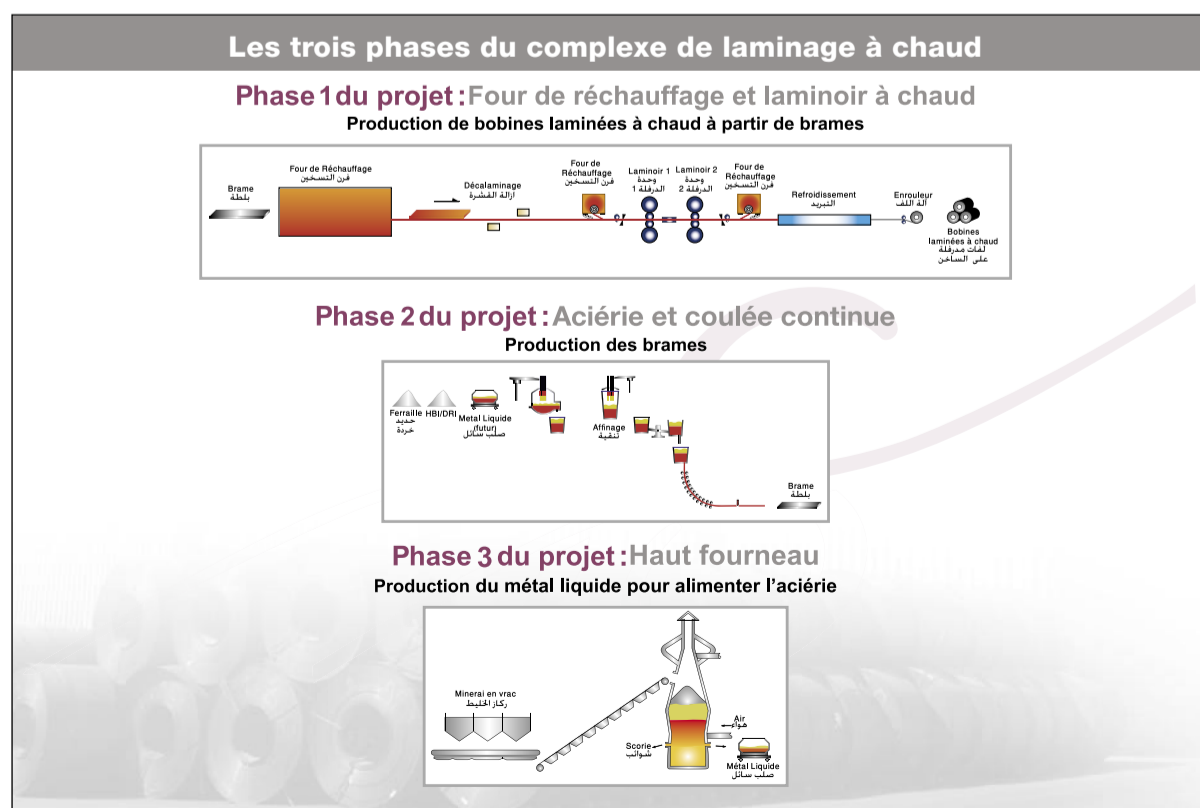 Les trois phases du complexe de laminage à chaud
Phase 1 du projet : Four de réchauffage et laminoir à chaud
Production de bobines laminées à chaud à partir de brames
Brame
بلطة
Four de Réchauffage
فرن التسخين
Décalaminage
ازالة القشرة
Four de
Réchauffage
فرن التسخين
Laminoir 1
وحدة
الدرفلة 1
Laminoir 2
وحدة
الدرفلة 2
Four de
Réchauffage
فرن التسخين
Refroidissement
التبريد
Enrouleur
آلة اللف
Bobines
laminées à chaud
لفات مدرفلة
على الساخن
Phase 2 du projet : Aciérie et coulée continue
Production des brames
Ferraille
حديد
خردة
HBI/DRI
Metal Liquide
(futur)
صلب سائل
Affinage
تنقية
Brame
بلطة
Phase 3 du projet : Haut fourneau
Production du métal liquide pour alimenter l'aciérie
Minerai en vrac
ركاز الخليط
Air
هواء
Scorie
شوائب
Métal Liquide
صلب سائل